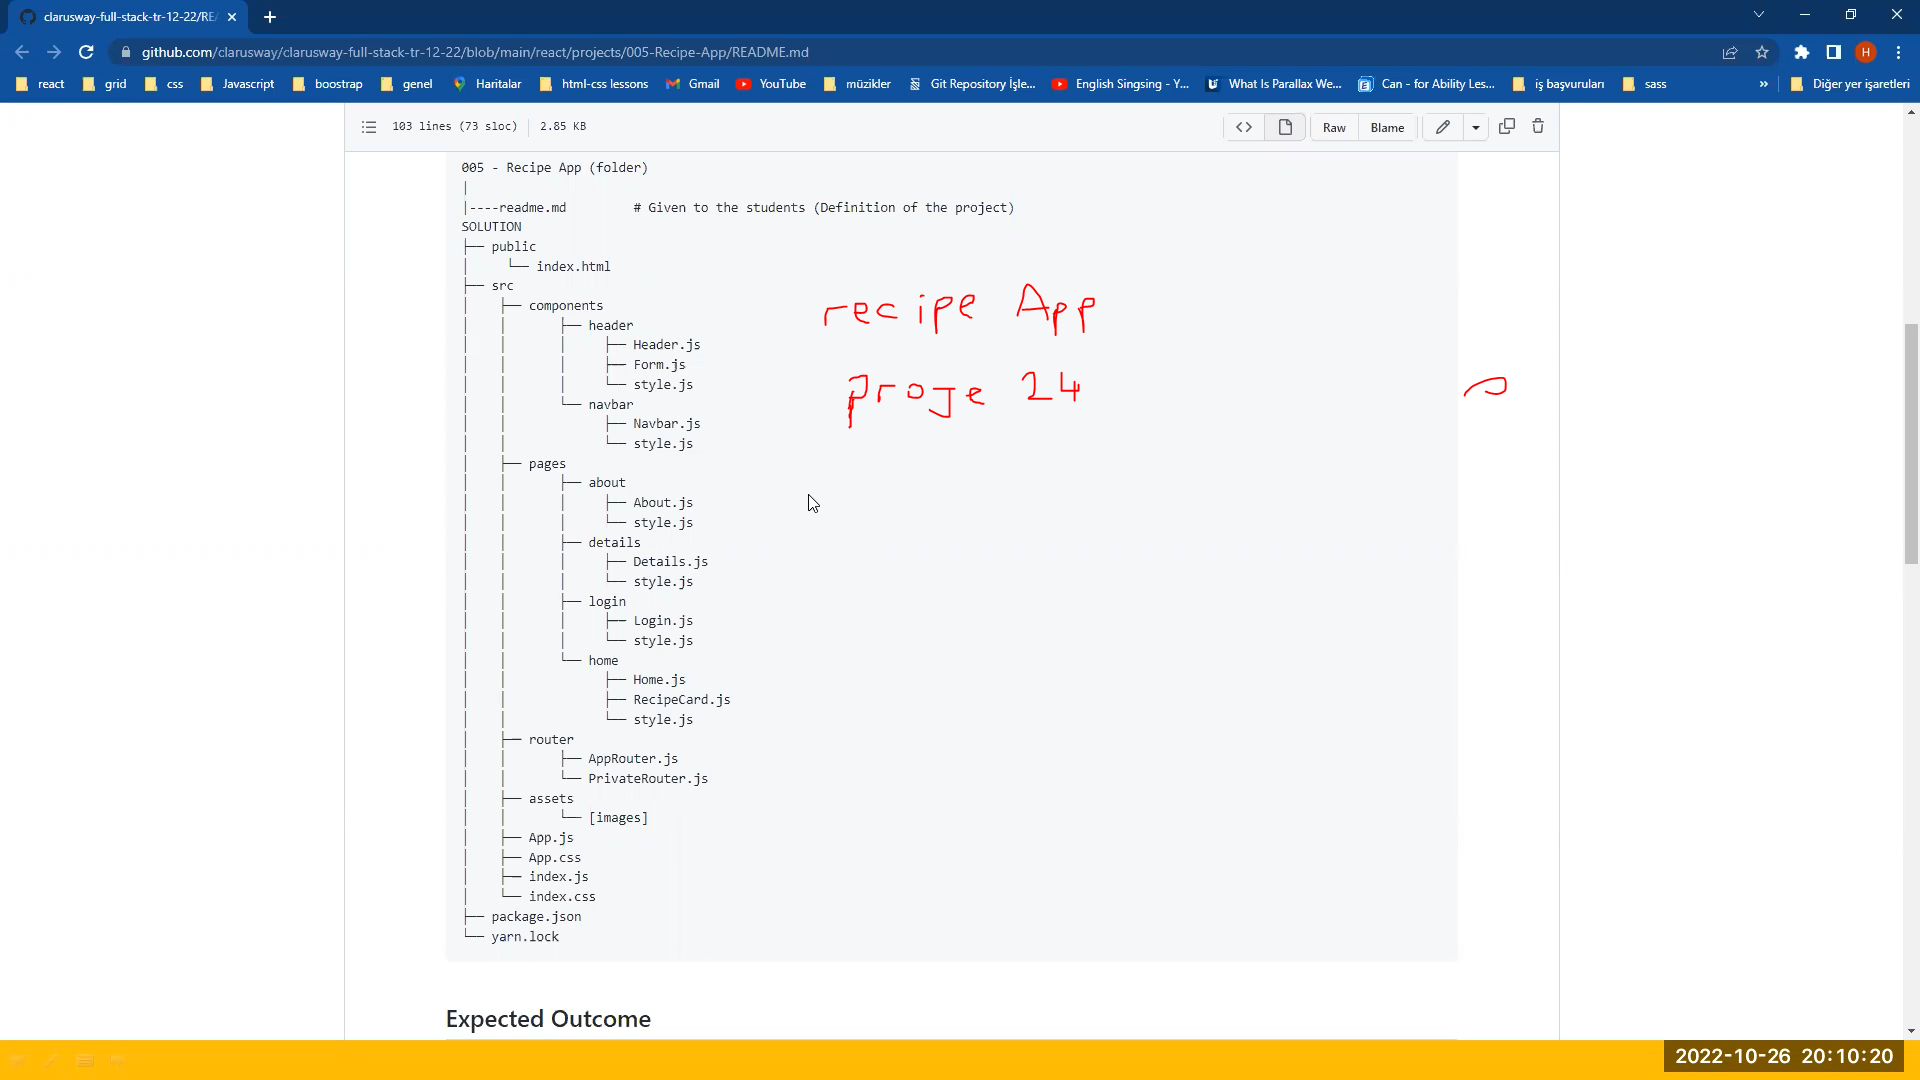 clarusway-full-stack-tr-12-22/RE
github.com/clarusway/clarusway-full-stack-tr-12-22/blob/main/react/projects/005-Recipe-App/README.md
H
react grid css Javascript boostrap genel Haritalar html-css lessons Gmail YouTube müzikler Git Repository İşle... English Singsing - Y... What Is Parallax We... Can - for Ability Les... iş başvuruları sass » Diğer yer işaretleri
103 lines (73 sloc) 2.85 KB Raw Blame
005 - Recipe App (folder)
|
|----readme.md # Given to the students (Definition of the project)
SOLUTION
├── public
│ └── index.html
├── src
│ ├── components
│ │ ├── header
│ │ │ ├── Header.js
│ │ │ ├── Form.js
│ │ │ └── style.js
│ │ └── navbar
│ │ ├── Navbar.js
│ │ └── style.js
│ ├── pages
│ │ ├── about
│ │ │ ├── About.js
│ │ │ └── style.js
│ │ ├── details
│ │ │ ├── Details.js
│ │ │ └── style.js
│ │ ├── login
│ │ │ ├── Login.js
│ │ │ └── style.js
│ │ └── home
│ │ ├── Home.js
│ │ ├── RecipeCard.js
│ │ └── style.js
│ ├── router
│ │ ├── AppRouter.js
│ │ └── PrivateRouter.js
│ ├── assets
│ │ └── [images]
│ ├── App.js
│ ├── App.css
│ ├── index.js
│ └── index.css
├── package.json
└── yarn.lock
recipe App
proje 24
Expected Outcome
2022-10-26 20:10:20